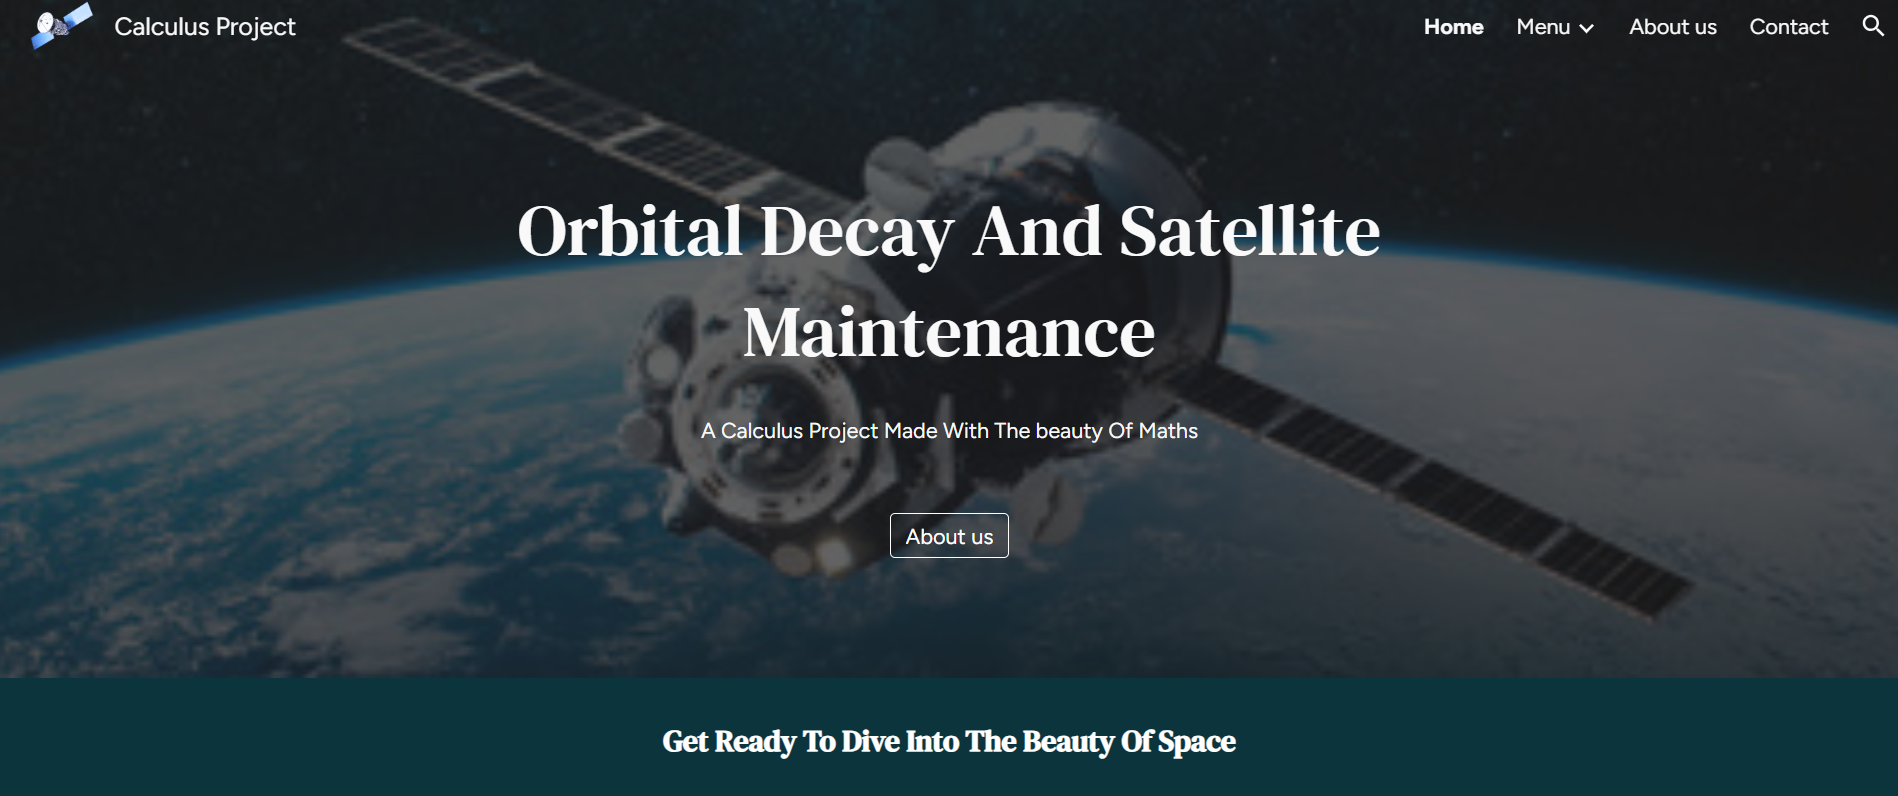 Calculus Project
Home
Menu
About us
Contact
Orbital Decay And Satellite
Maintenance
A Calculus Project Made With The beauty Of Maths
About us
Get Ready To Dive Into The Beauty Of Space